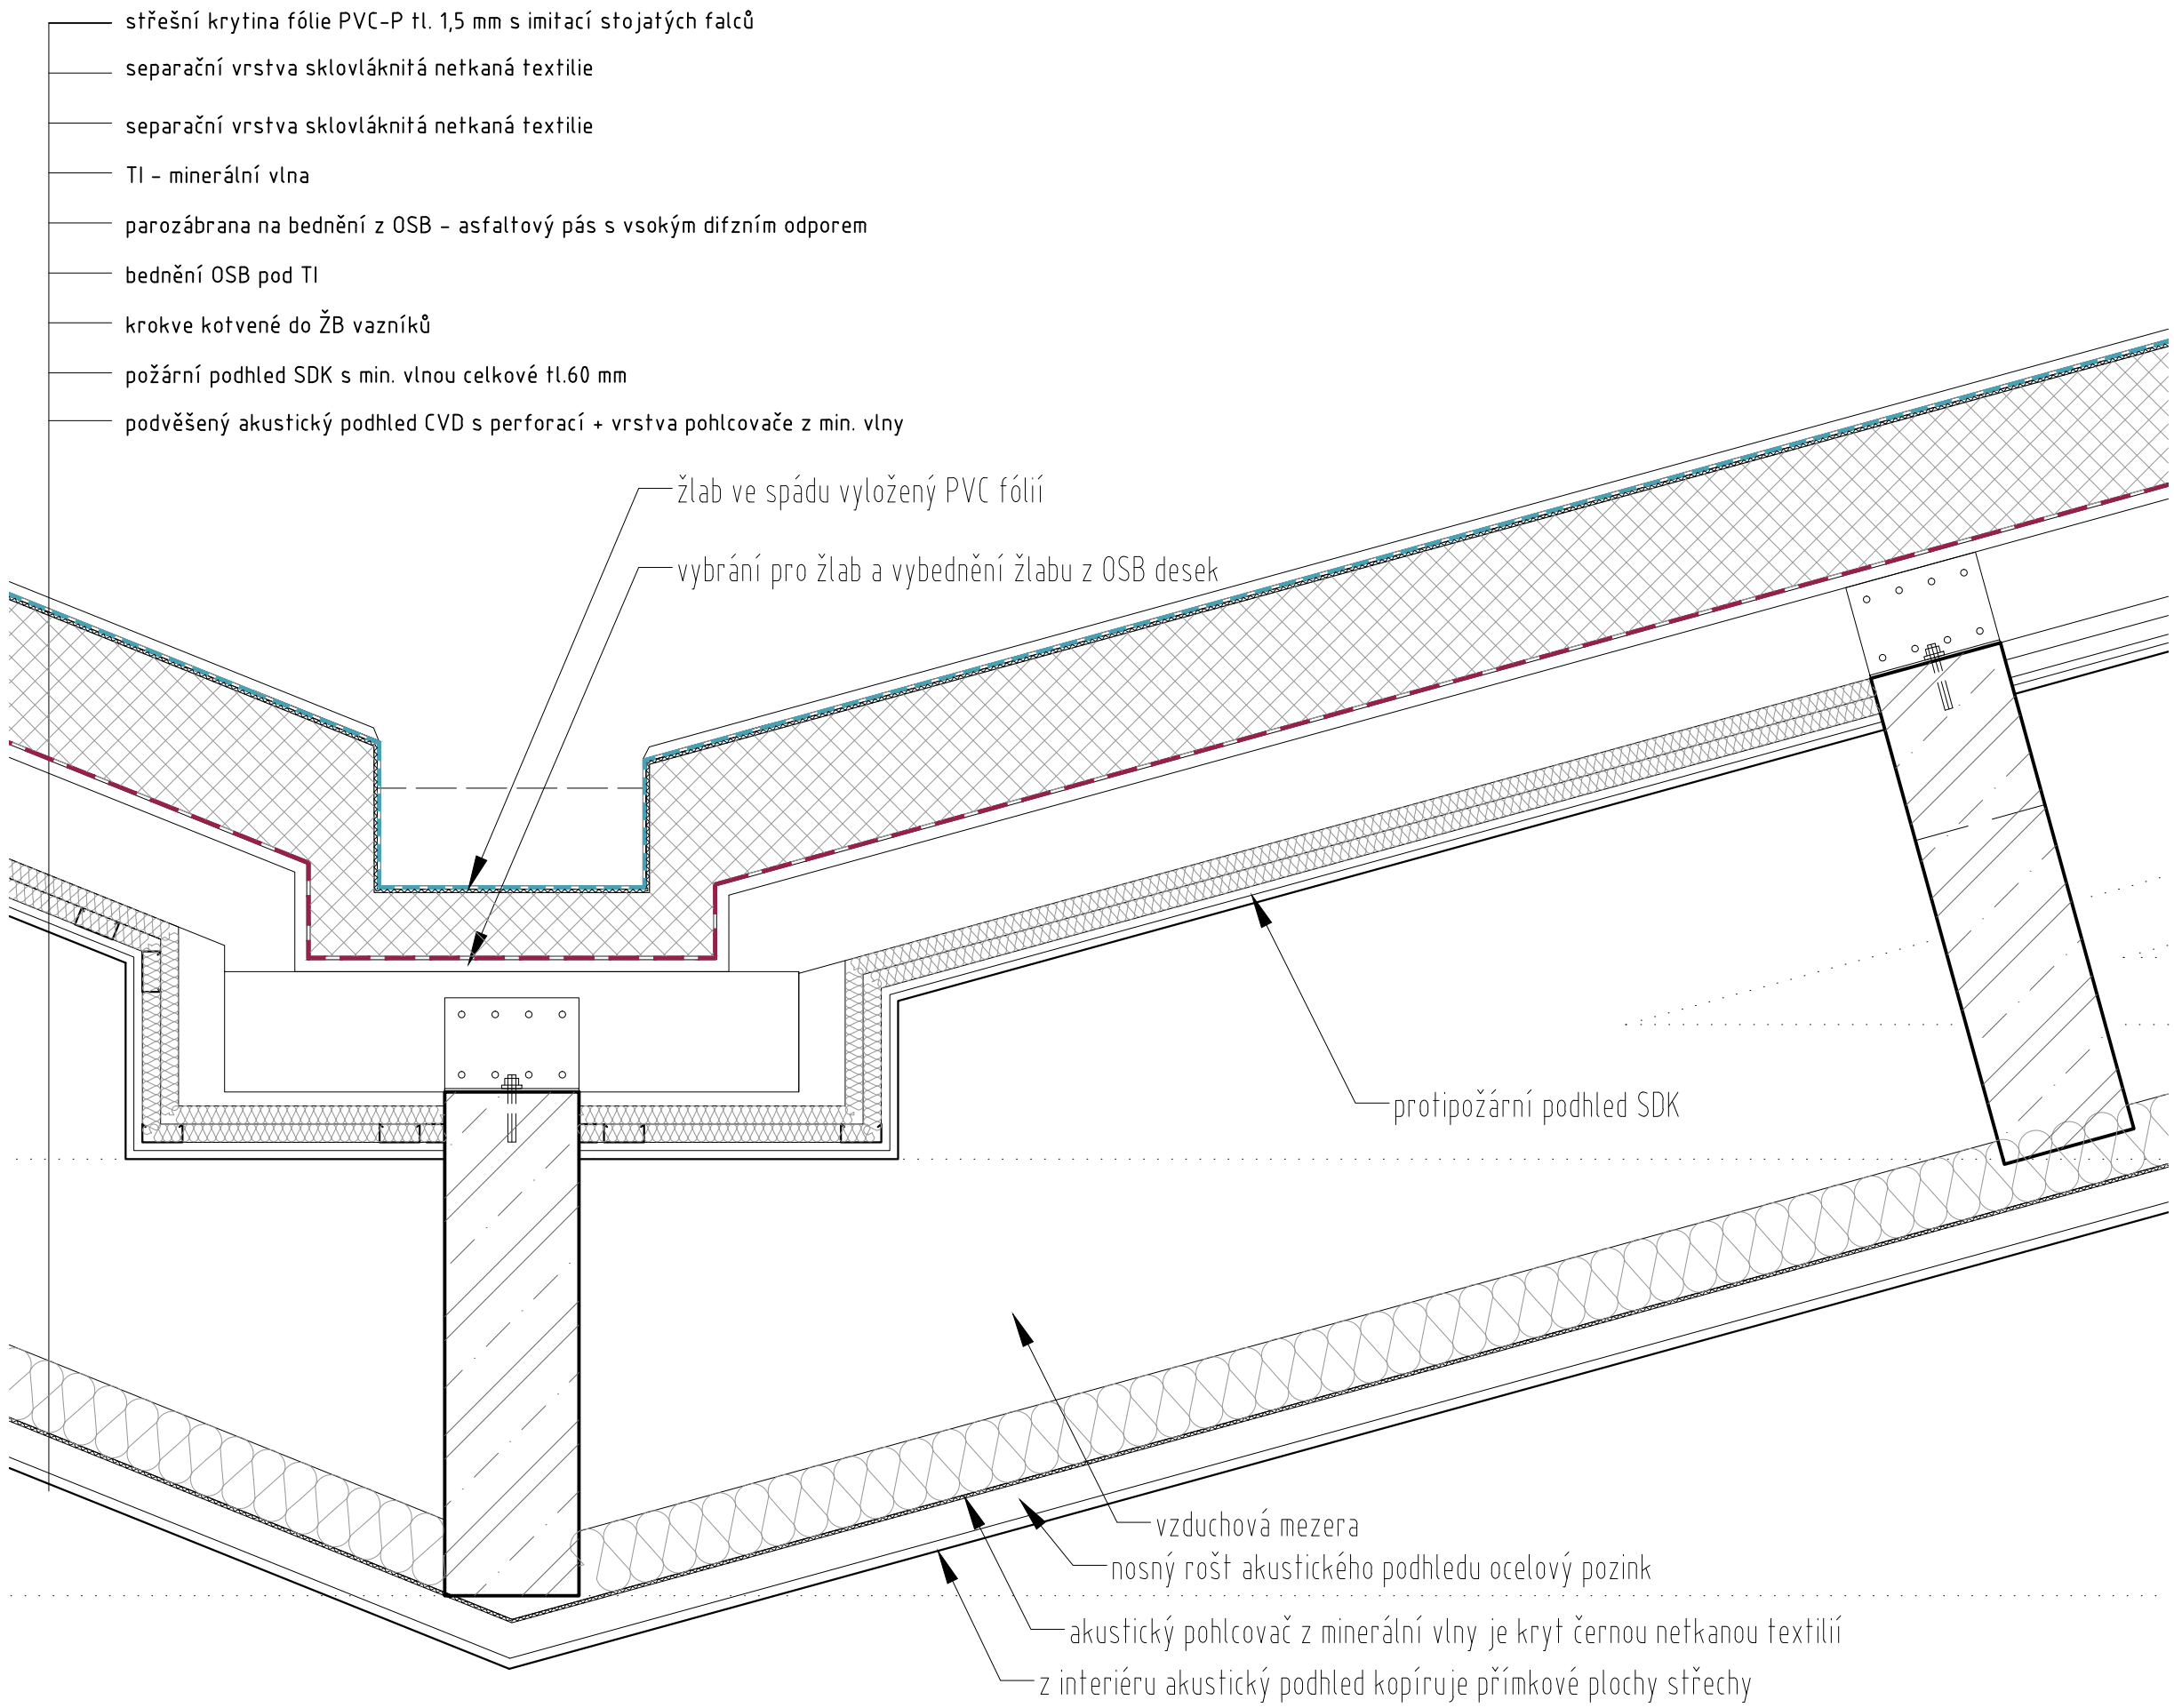 střešní krytina fólie PVC-P tl. 1,5 mm s imitací stojatých falců
separační vrstva sklovláknitá netkaná textilie
separační vrstva sklovláknitá netkaná textilie
TI - minerální vlna
parozábrana na bednění z OSB - asfaltový pás s vsokým difzním odporem
bednění OSB pod TI
krokve kotvené do ŽB vazníků
požární podhled SDK s min. vlnou celkové tl.60 mm
podvěšený akustický podhled CVD s perforací + vrstva pohlcovače z min. vlny
žlab ve spádu vyložený PVC fólií
vybrání pro žlab a vybednění žlabu z OSB desek
protipožární podhled SDK
vzduchová mezera
nosný rošt akustického podhledu ocelový pozink
akustický pohlcovač z minerální vlny je kryt černou netkanou textilií
z interiéru akustický podhled kopíruje přímkové plochy střechy